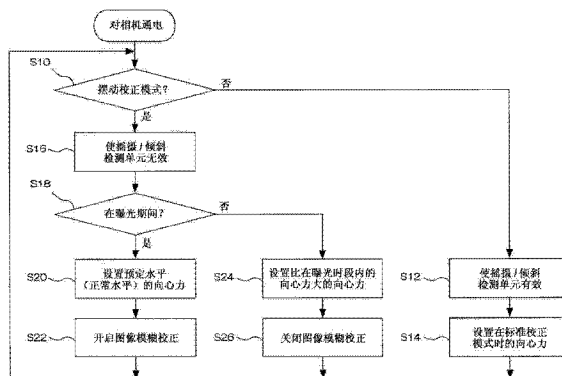 对相机通电
S10
摆动校正模式?
否
是
S16
使摇摄/倾斜
检测单元无效
S18
在曝光期间?
否
是
S20
设置预定水平
(正常水平)的向心力
S24
设置比在曝光时段内的
向心力大的向心力
S12
使摇摄/倾斜
检测单元有效
S22
开启图像模糊校正
S26
关闭图像模糊校正
S14
设置在标准校正
模式时的向心力